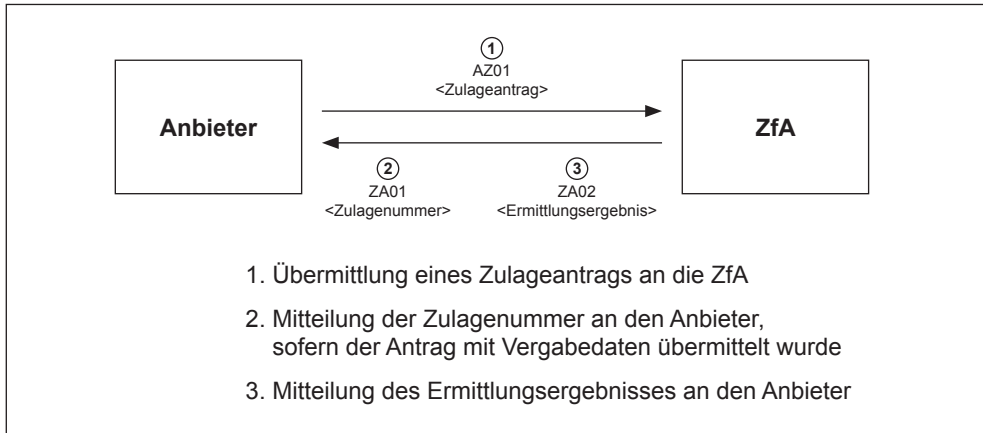 1
AZ01
<Zulageantrag>
Anbieter
ZfA
2
ZA01
<Zulagenummer>
3
ZA02
<Ermittlungsergebnis>
1. Übermittlung eines Zulageantrags an die ZfA
2. Mitteilung der Zulagenummer an den Anbieter,
sofern der Antrag mit Vergabedaten übermittelt wurde
3. Mitteilung des Ermittlungsergebnisses an den Anbieter